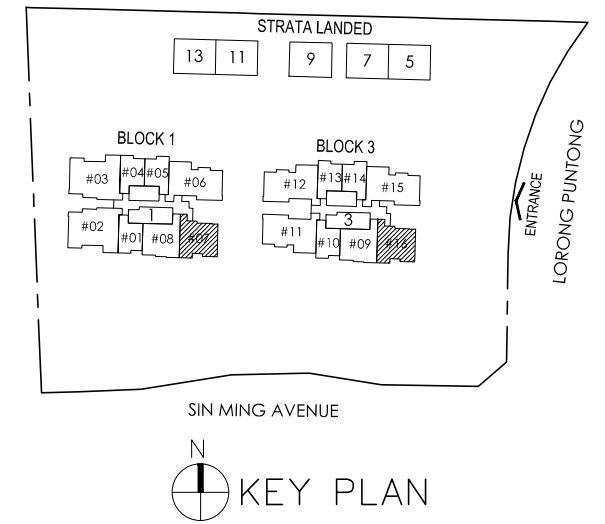 STRATA LANDED
13 11 9 7 5
BLOCK 1
#03 #04 #05 #06
1
#02 #01 #08 #07
BLOCK 3
#12 #13 #14 #15
3
#11 #10 #09 #16
ENTRANCE
LORONG PUNTONG
SIN MING AVENUE
N
KEY PLAN